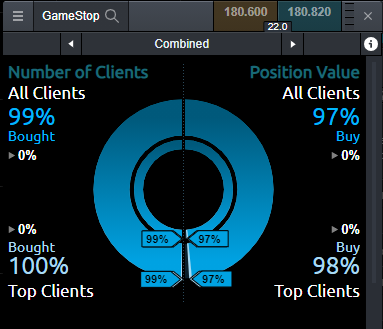 GameStop
180.600 180.820
22.0
Combined
Number of Clients Position Value
All Clients All Clients
99% 97%
Bought Buy
0% 0%
99% 97%
0% 0%
Bought Buy
100% 98%
99% 97%
Top Clients Top Clients